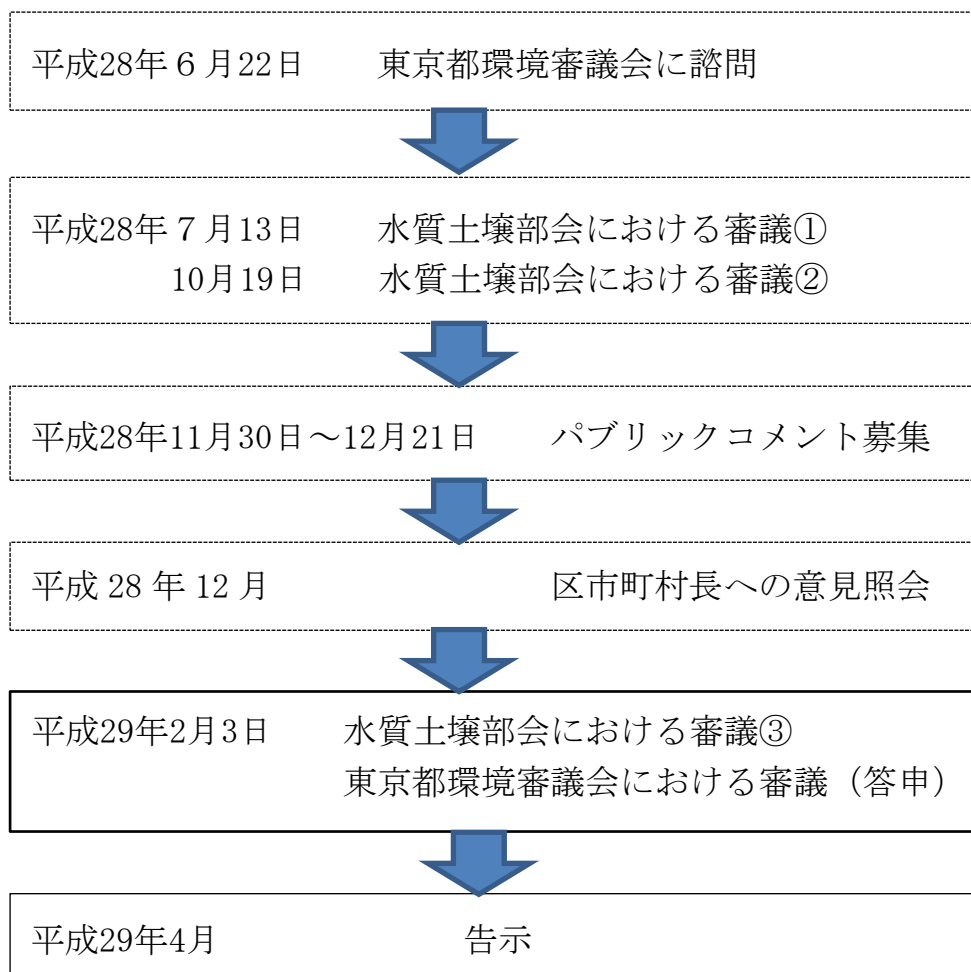 平成28年６月22日　　東京都環境審議会に諮問
平成28年７月13日　　水質土壌部会における審議①
10月19日　　水質土壌部会における審議②
平成28年11月30日～12月21日　　パブリックコメント募集
平成 28 年 12 月　　区市町村長への意見照会
平成29年2月3日　　水質土壌部会における審議③
東京都環境審議会における審議（答申）
平成29年4月　　告示